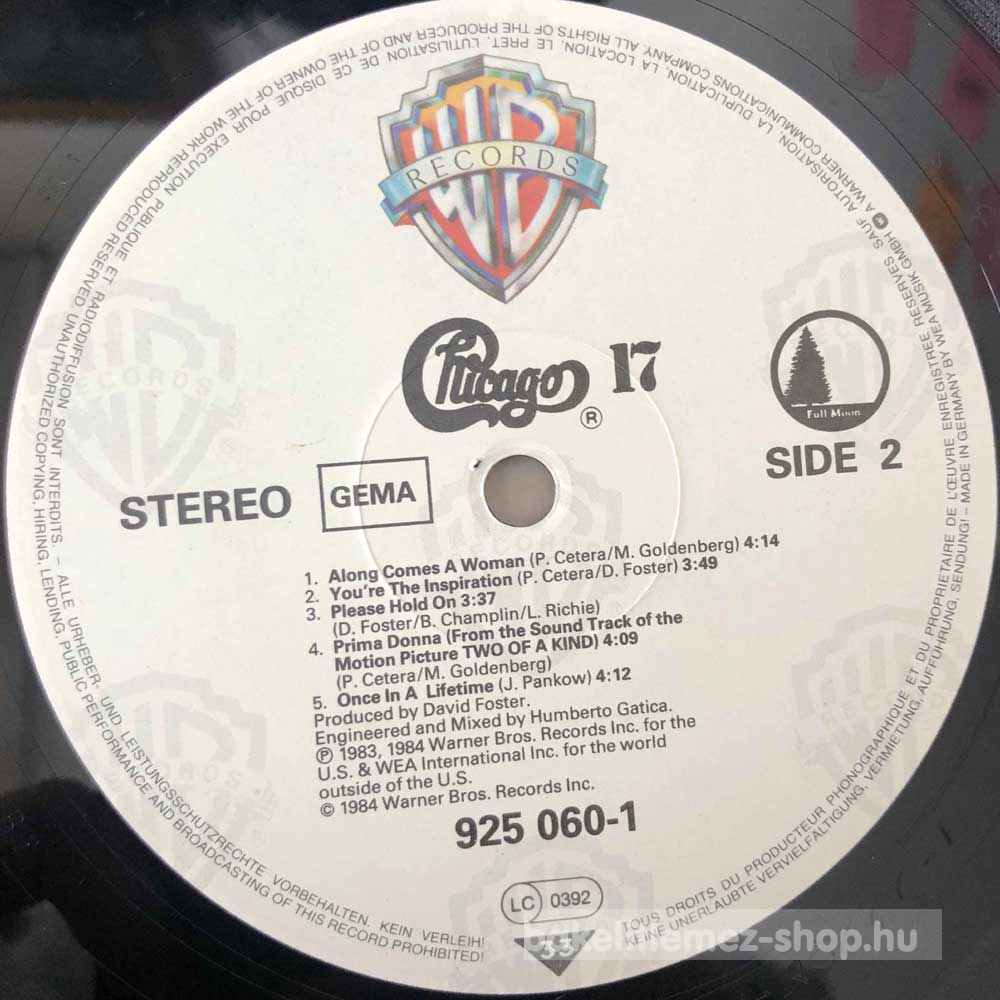 WB
RECORDS
Chicago 17
®
Full Moon
SIDE 2
STEREO
GEMA
1. Along Comes A Woman (P. Cetera/M. Goldenberg) 4:14
2. You're The Inspiration (P. Cetera/D. Foster) 3:49
3. Please Hold On 3:37
(D. Foster/B. Champlin/L. Richie)
4. Prima Donna (From the Sound Track of the
Motion Picture TWO OF A KIND) 4:09
(P. Cetera/M. Goldenberg)
5. Once In A Lifetime (J. Pankow) 4:12
Produced by David Foster.
Engineered and Mixed by Humberto Gatica.
℗ 1983, 1984 Warner Bros. Records Inc. for the
U.S. & WEA International Inc. for the world
outside of the U.S.
© 1984 Warner Bros. Records Inc.
925 060-1
LC 0392
33
TOUS DROITS DU PRODUCTEUR PHONOGRAPHIQUE ET DU PROPRIETAIRE DE L'ŒUVRE ENREGISTREE RESERVES SAUF AUTORISATION, LA DUPLICATION, LA LOCATION, LE PRET, L'UTILISATION DE CE DISQUE POUR EXECUTION PUBLIQUE ET RADIODIFFUSION SONT INTERDITS. – ALLE URHEBER- UND LEISTUNGSSCHUTZRECHTE VORBEHALTEN. KEIN VERLEIH!
KEINE UNERLAUBTE VERVIELFÄLTIGUNG, VERMIETUNG, AUFFÜHRUNG, SENDUNG! – MADE IN GERMANY BY WEA MUSIK GMBH A WARNER COMMUNICATIONS COMPANY. ALL RIGHTS OF THE PRODUCER AND OF THE OWNER OF THE WORK REPRODUCED RESERVED UNAUTHORIZED COPYING, HIRING, LENDING, PUBLIC PERFORMANCE AND BROADCASTING OF THIS RECORD PROHIBITED!
bakelitlemez-shop.hu